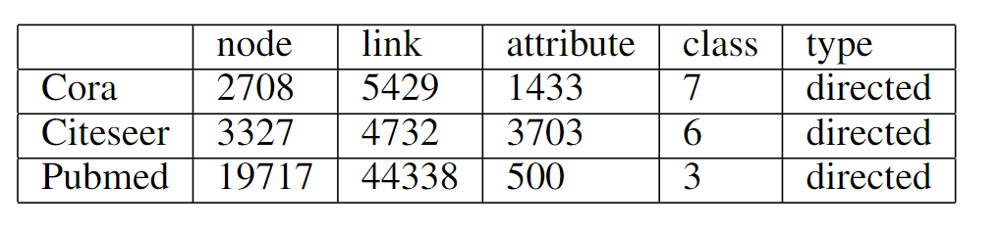 node link attribute class type
Cora 2708 5429 1433 7 directed
Citeseer 3327 4732 3703 6 directed
Pubmed 19717 44338 500 3 directed